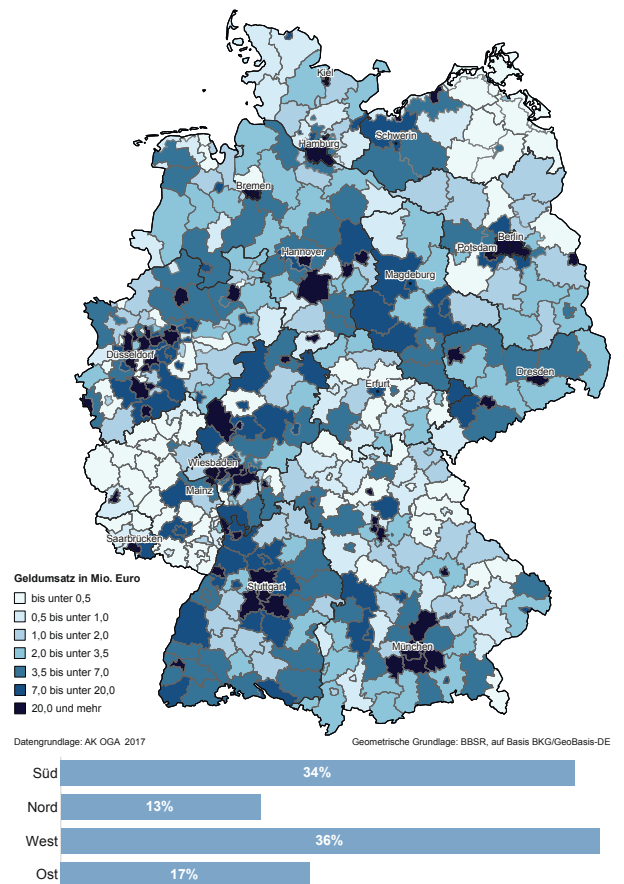 Kiel
Schwerin
Hamburg
Bremen
Berlin
Potsdam
Hannover
Magdeburg
Düsseldorf
Dresden
Erfurt
Wiesbaden
Mainz
Saarbrücken
Stuttgart
München
Geldumsatz in Mio. Euro
bis unter 0,5
0,5 bis unter 1,0
1,0 bis unter 2,0
2,0 bis unter 3,5
3,5 bis unter 7,0
7,0 bis unter 20,0
20,0 und mehr
Datengrundlage: AK OGA 2017
Geometrische Grundlage: BBSR, auf Basis BKG/GeoBasis-DE
Süd 34%
Nord 13%
West 36%
Ost 17%